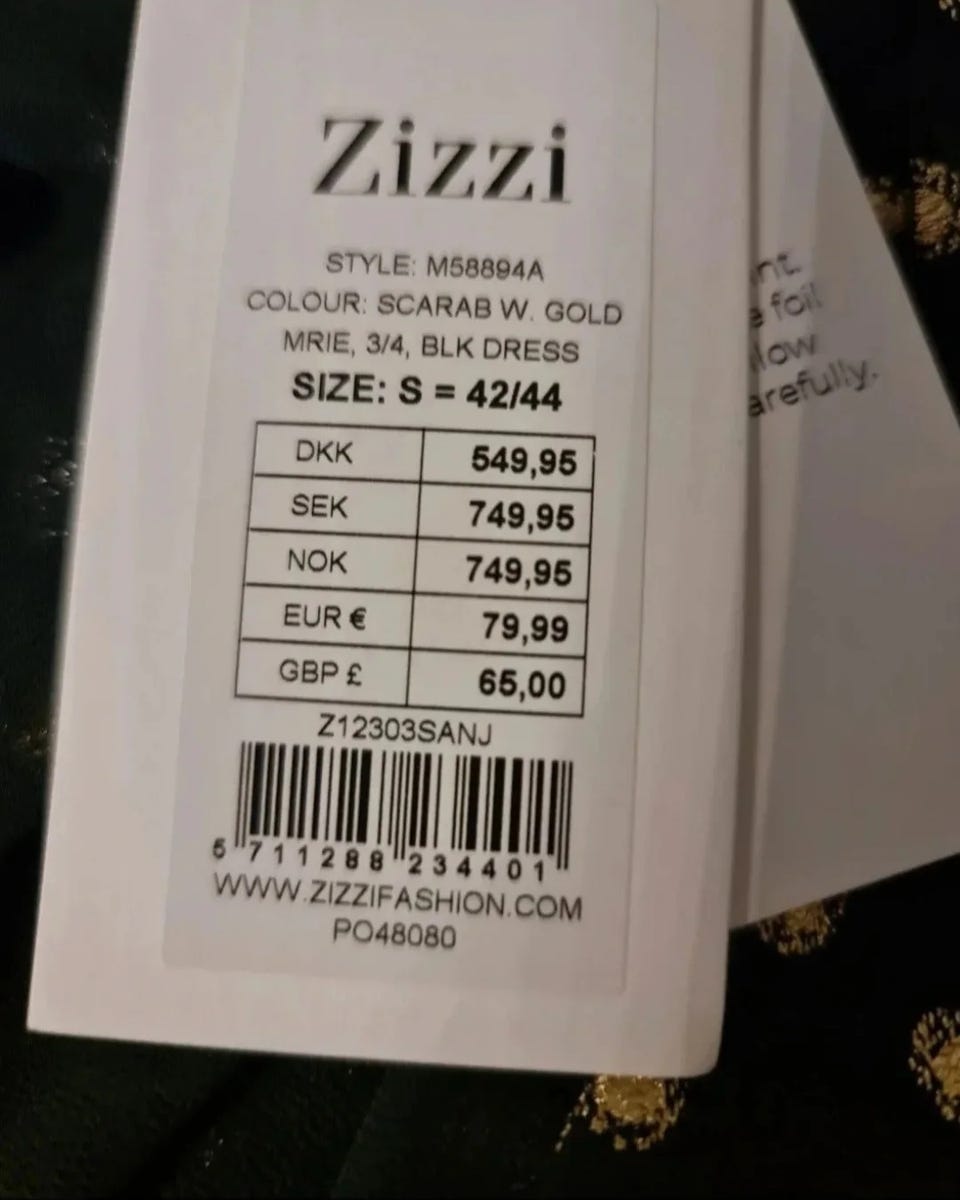 Zizzi
STYLE: M58894A
COLOUR: SCARAB W. GOLD
MRIE, 3/4, BLK DRESS
SIZE: S = 42/44
DKK 549,95
SEK 749,95
NOK 749,95
EUR € 79,99
GBP £ 65,00
Z12303SANJ
5 711288 234401
WWW.ZIZZIFASHION.COM
PO48080
foil